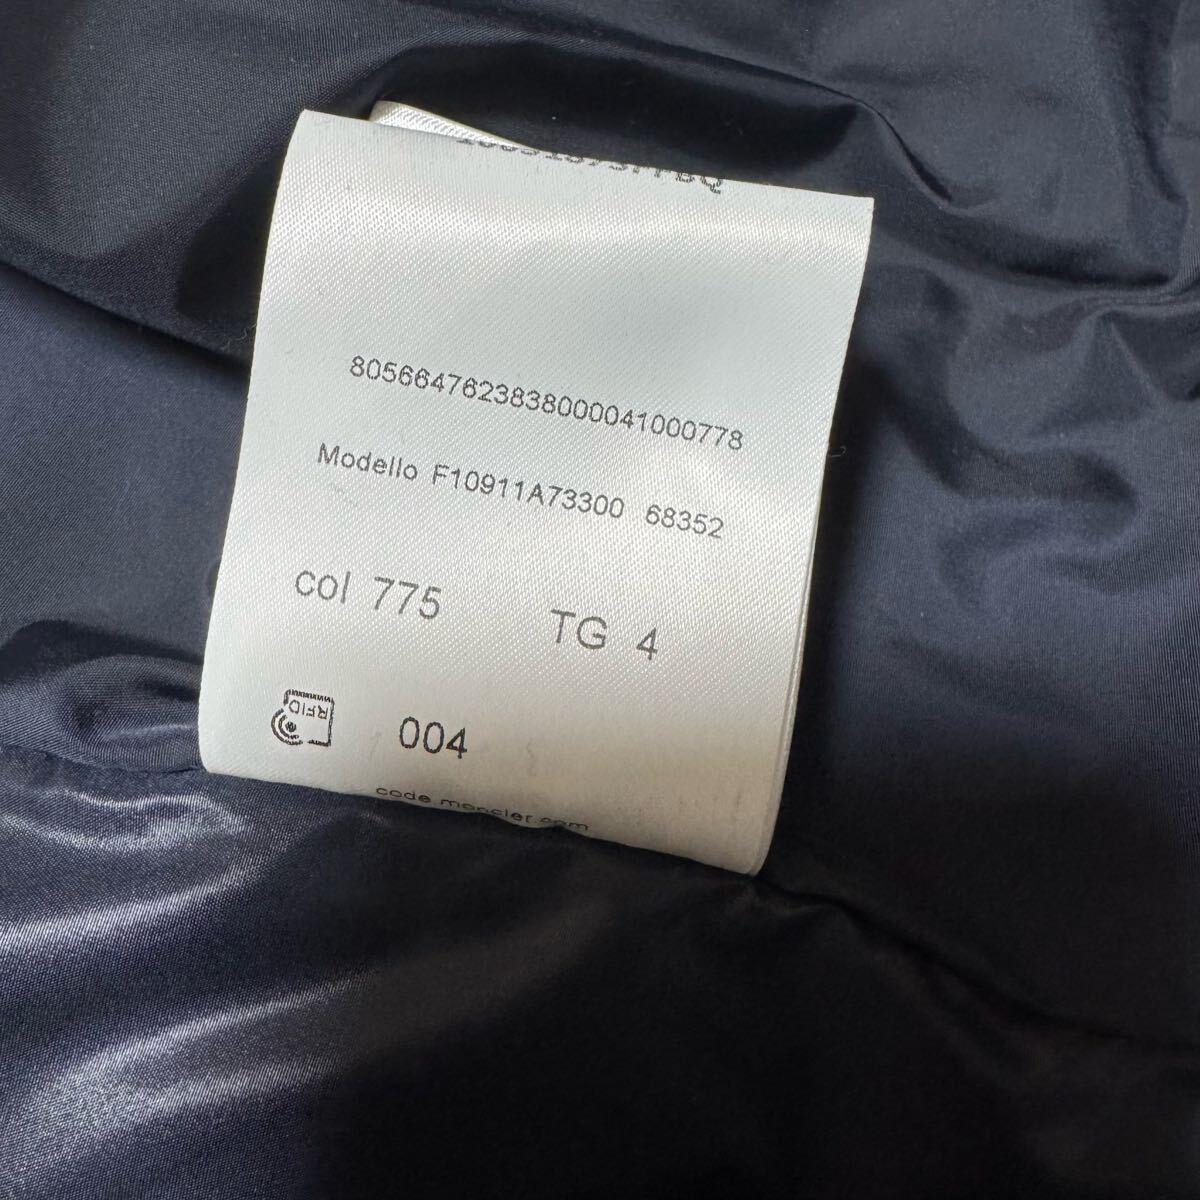 8056647623838000041000778
Modello F10911A73300 68352
col 775 TG 4
RFID 004
code.moncler.com